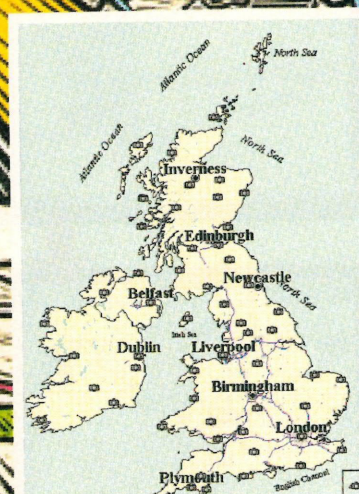 Atlantic Ocean
North Sea
Atlantic Ocean
North Sea
Inverness
Edinburgh
Newcastle
North Sea
Belfast
Irish Sea
Dublin
Liverpool
Birmingham
London
Plymouth
English Channel